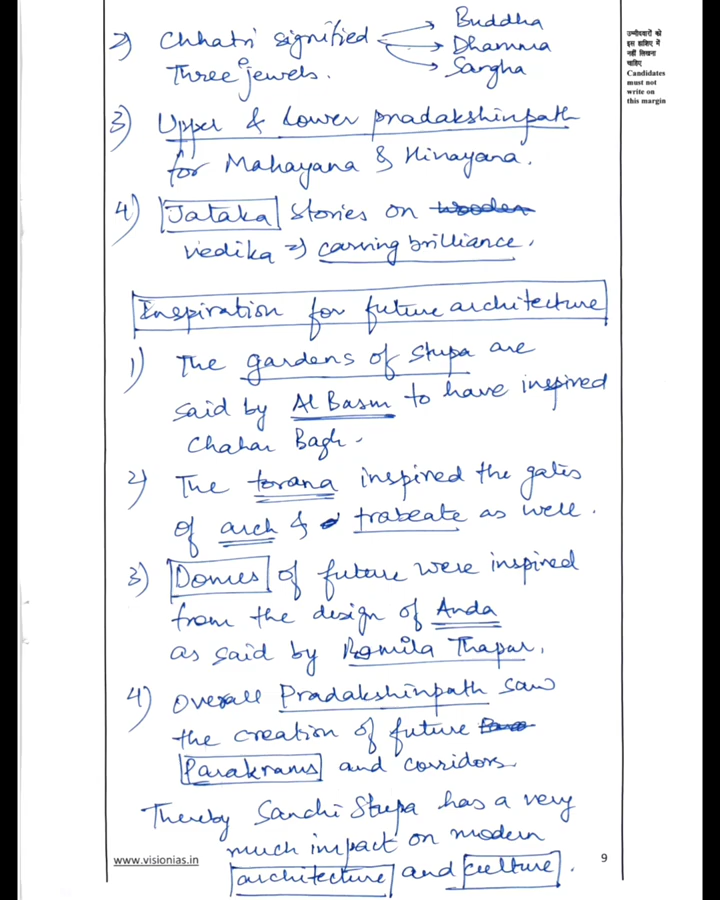 2) Chhatri signified Buddha
Dhamma
Three jewels. Sangha
उम्मीदवारों को
इस हाशिए में
नहीं लिखना
चाहिए
Candidates
must not
write on
this margin
3) Upper & Lower pradakshinpath
for Mahayana & Hinayana.
4) Jataka stories on wooden
vedika => carving brilliance.
Inspiration for future architecture
1) The gardens of stupa are
said by AL Basm to have inspired
Chahar Bagh.
2) The torana inspired the gates
of arch & trabeate as well.
3) Domes of future were inspired
from the design of Anda
as said by Romila Thapar.
4) Overall Pradakshinpath saw
the creation of future
Parakrams and corridors.
Thereby Sanchi Stupa has a very
much impact on modern
architecture and culture.
www.visionias.in
9